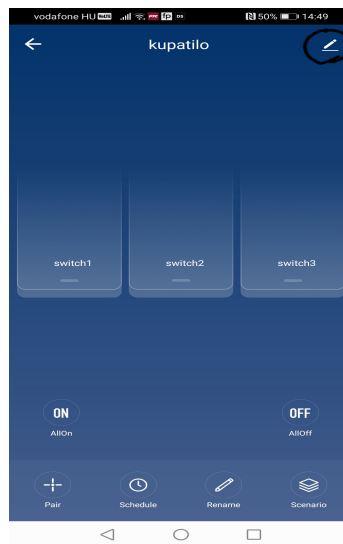 vodafone HU 50% 14:49
kupatilo
switch1 switch2 switch3
ON OFF
AllOn AllOff
Pair Schedule Rename Scenario